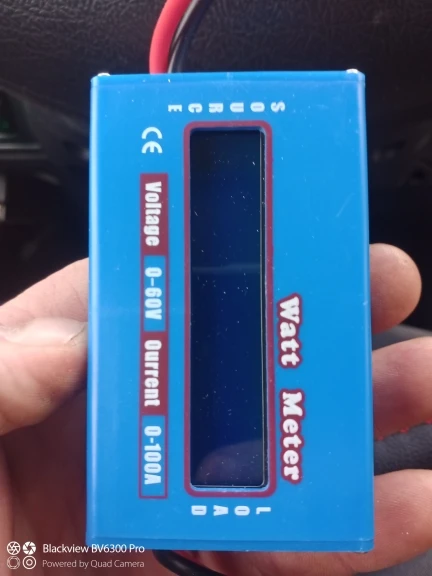 SOURCE
Watt Meter
CE
Voltage 0-60V Current 0-100A
LOAD
Blackview BV6300 Pro
Powered by Quad Camera